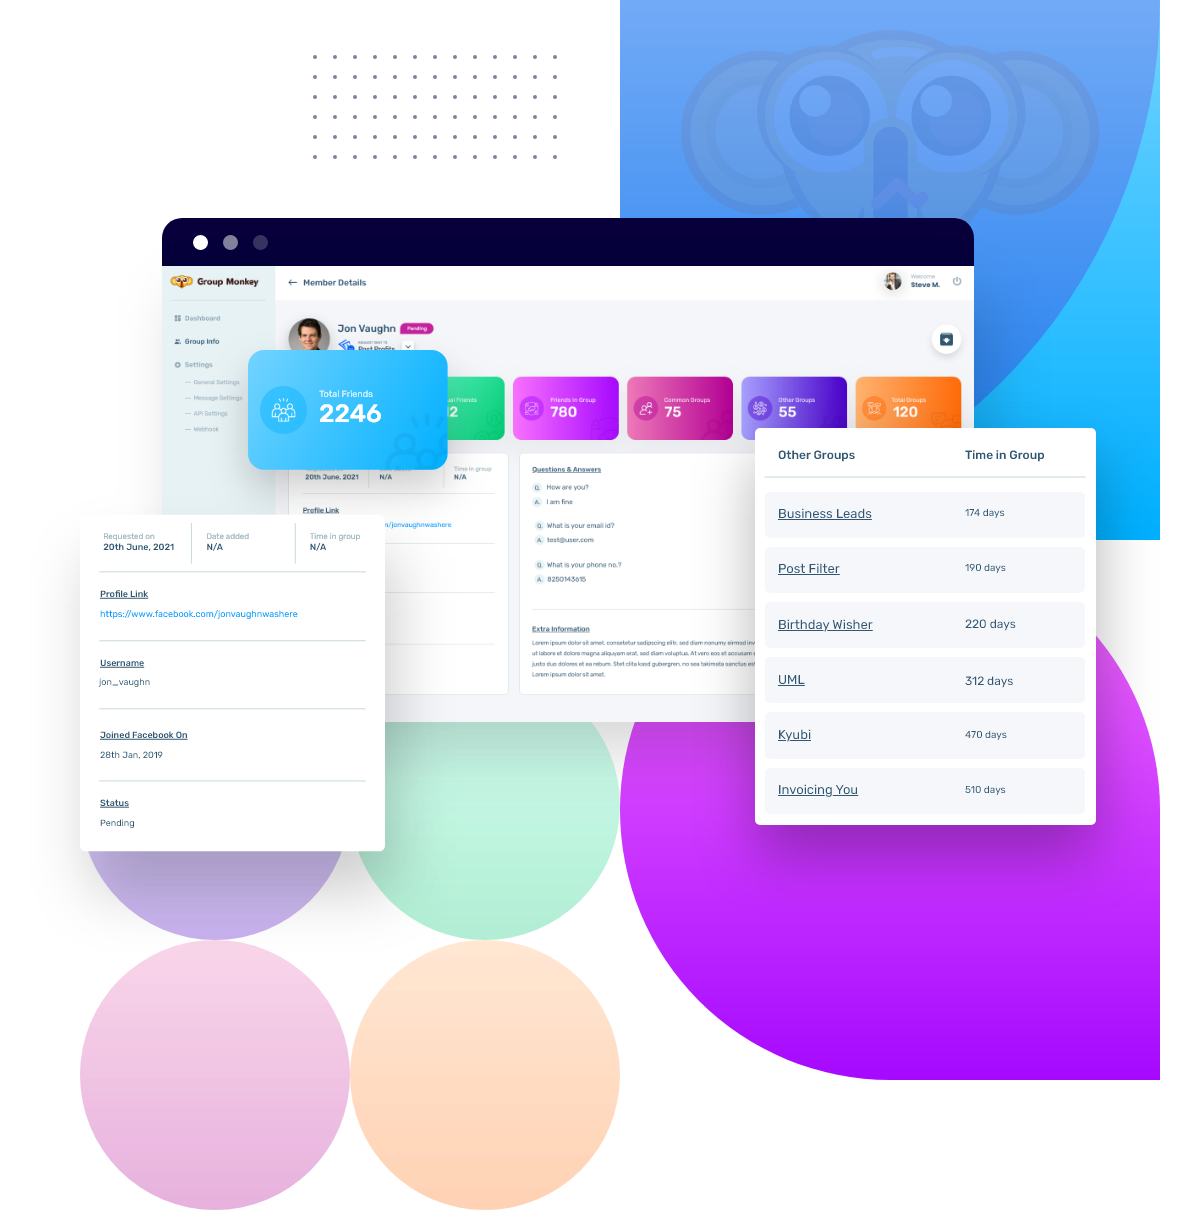 Group Monkey
Member Details
Welcome
Steve M.
Dashboard
Group Info
Settings
General Settings
Message Settings
API Settings
Webhook
Jon Vaughn
Pending
Total Friends
2246
Friends
Friends In Group
780
Common Groups
75
Other Groups
55
Total Groups
120
20th June, 2021
N/A
Time in group
N/A
Profile Link
/jonvaughnwashere
Questions & Answers
Q. How are you?
A. I am fine
Q. What is your email id?
A. test@user.com
Q. What is your phone no.?
A. 8250143615
Extra Information
Lorem ipsum dolor sit amet, consetetur sadipscing elitr, sed diam nonumy eirmod
ut labore et dolore magna aliquyam erat, sed diam voluptua. At vero eos et accusam
justo duo dolores et ea rebum. Stet clita kasd gubergren, no sea takimata sanctus
Lorem ipsum dolor sit amet.
Requested on
20th June, 2021
Date added
N/A
Time in group
N/A
Profile Link
https://www.facebook.com/jonvaughnwashere
Username
jon_vaughn
Joined Facebook On
28th Jan, 2019
Status
Pending
Other Groups Time in Group
Business Leads 174 days
Post Filter 190 days
Birthday Wisher 220 days
UML 312 days
Kyubi 470 days
Invoicing You 510 days